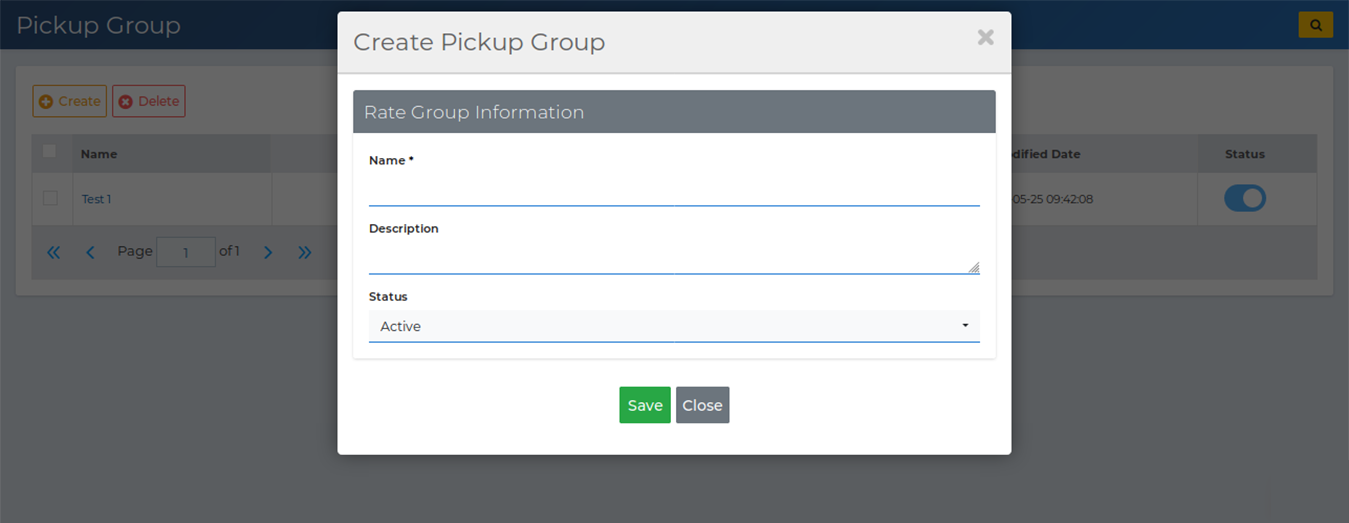 Pickup Group
Create Pickup Group
Create Delete
Rate Group Information
Name
Name *
dified Date
Status
Test 1
05-25 09:42:08
Description
Page 1 of 1
Status
Active
Save Close